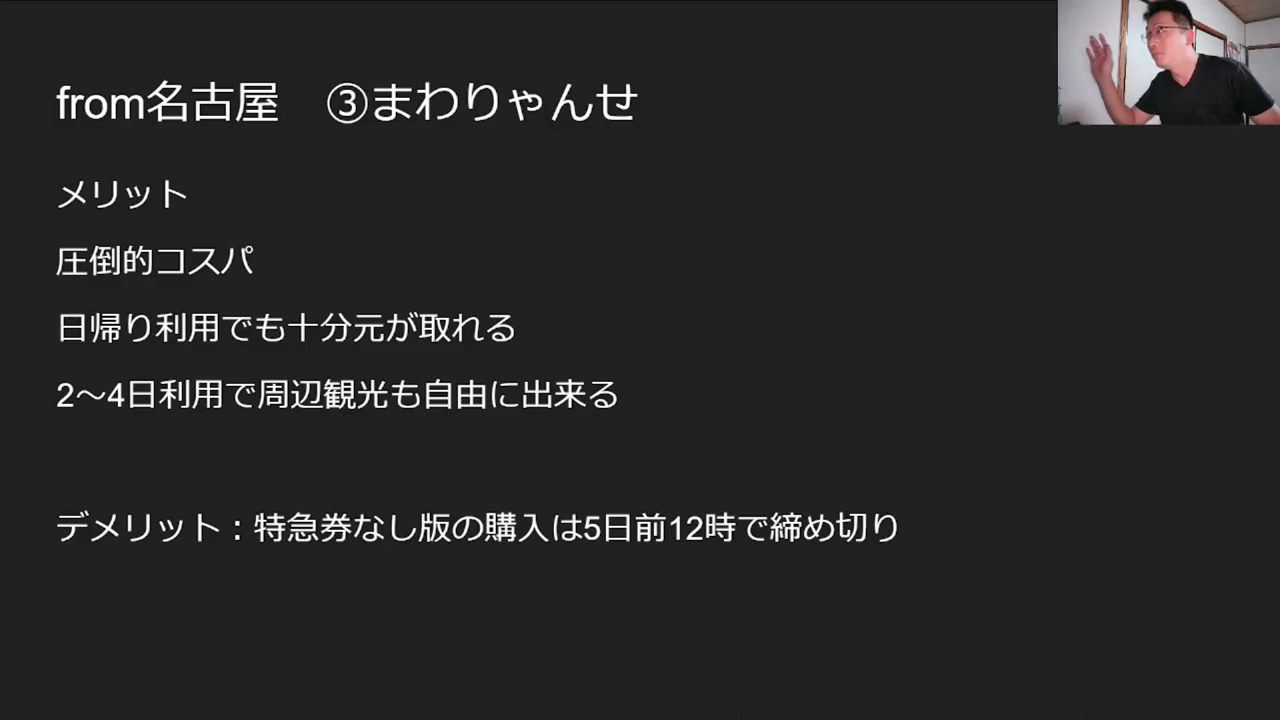 from名古屋　③まわりゃんせ
メリット
圧倒的コスパ
日帰り利用でも十分元が取れる
2〜4日利用で周辺観光も自由に出来る
デメリット：特急券なし版の購入は5日前12時で締め切り